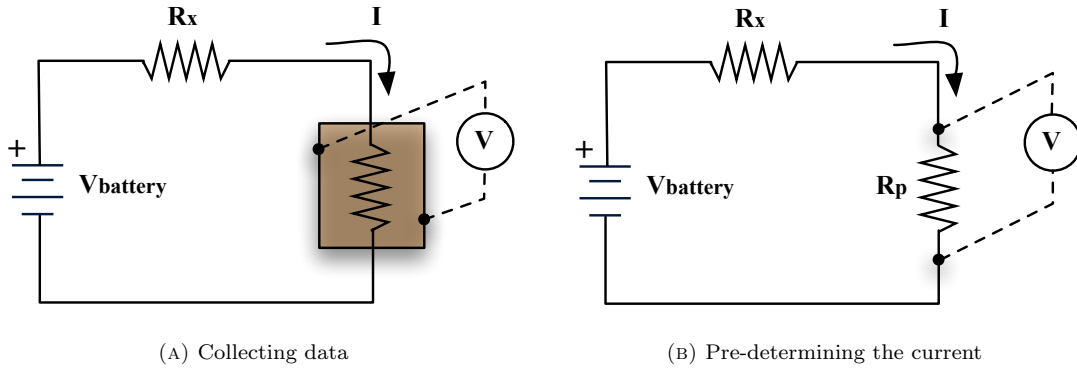 Rx
I
V
+
Vbattery
(A) Collecting data
Rx
I
V
+
Vbattery
Rp
(B) Pre-determining the current